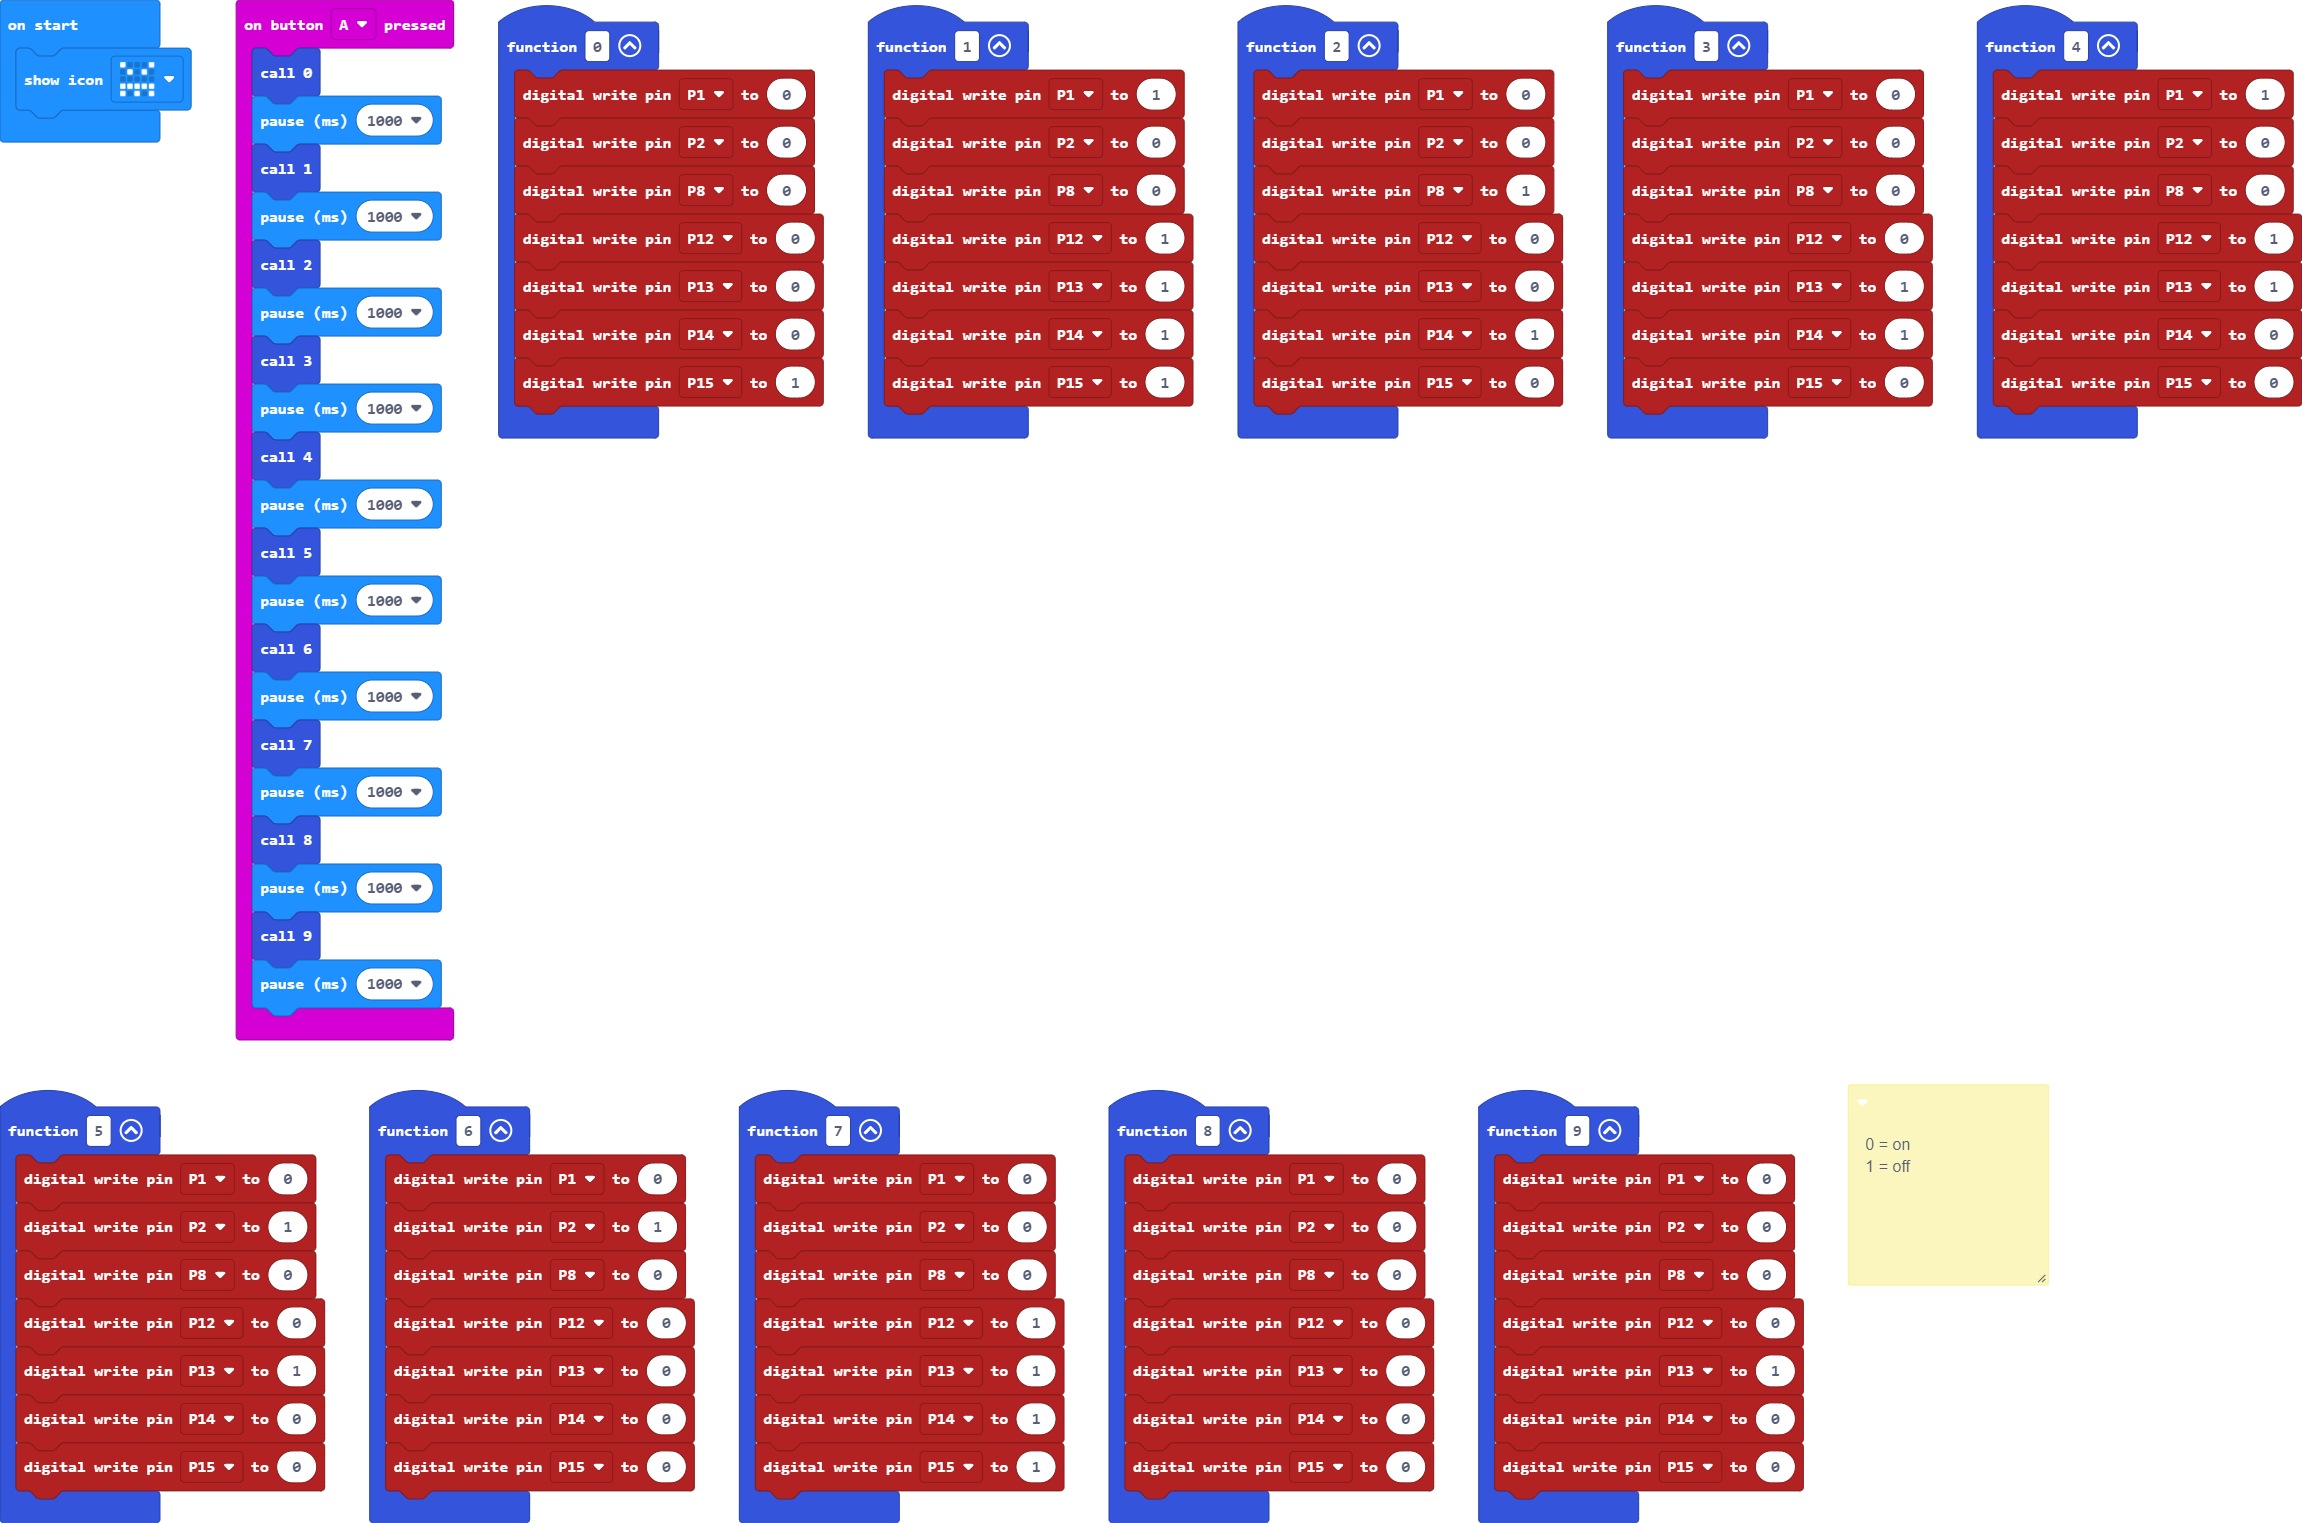 on start
show icon
on button A pressed
call 0
pause (ms) 1000
call 1
pause (ms) 1000
call 2
pause (ms) 1000
call 3
pause (ms) 1000
call 4
pause (ms) 1000
call 5
pause (ms) 1000
call 6
pause (ms) 1000
call 7
pause (ms) 1000
call 8
pause (ms) 1000
call 9
pause (ms) 1000
function 0
digital write pin P1 to 0
digital write pin P2 to 0
digital write pin P8 to 0
digital write pin P12 to 0
digital write pin P13 to 0
digital write pin P14 to 0
digital write pin P15 to 1
function 1
digital write pin P1 to 1
digital write pin P2 to 0
digital write pin P8 to 0
digital write pin P12 to 1
digital write pin P13 to 1
digital write pin P14 to 1
digital write pin P15 to 1
function 2
digital write pin P1 to 0
digital write pin P2 to 0
digital write pin P8 to 1
digital write pin P12 to 0
digital write pin P13 to 0
digital write pin P14 to 1
digital write pin P15 to 0
function 3
digital write pin P1 to 0
digital write pin P2 to 0
digital write pin P8 to 0
digital write pin P12 to 0
digital write pin P13 to 1
digital write pin P14 to 1
digital write pin P15 to 0
function 4
digital write pin P1 to 1
digital write pin P2 to 0
digital write pin P8 to 0
digital write pin P12 to 1
digital write pin P13 to 1
digital write pin P14 to 0
digital write pin P15 to 0
function 5
digital write pin P1 to 0
digital write pin P2 to 1
digital write pin P8 to 0
digital write pin P12 to 0
digital write pin P13 to 1
digital write pin P14 to 0
digital write pin P15 to 0
function 6
digital write pin P1 to 0
digital write pin P2 to 1
digital write pin P8 to 0
digital write pin P12 to 0
digital write pin P13 to 0
digital write pin P14 to 0
digital write pin P15 to 0
function 7
digital write pin P1 to 0
digital write pin P2 to 0
digital write pin P8 to 0
digital write pin P12 to 1
digital write pin P13 to 1
digital write pin P14 to 1
digital write pin P15 to 1
function 8
digital write pin P1 to 0
digital write pin P2 to 0
digital write pin P8 to 0
digital write pin P12 to 0
digital write pin P13 to 0
digital write pin P14 to 0
digital write pin P15 to 0
function 9
digital write pin P1 to 0
digital write pin P2 to 0
digital write pin P8 to 0
digital write pin P12 to 0
digital write pin P13 to 1
digital write pin P14 to 0
digital write pin P15 to 0
0 = on
1 = off